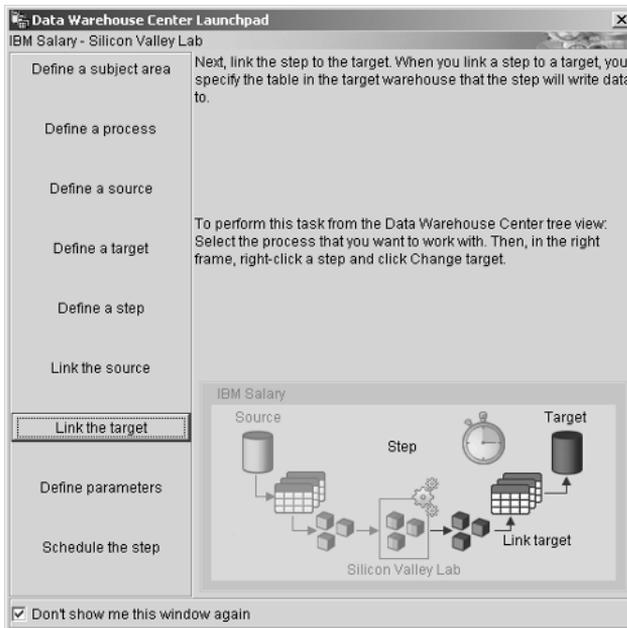 Data Warehouse Center Launchpad
IBM Salary - Silicon Valley Lab
Define a subject area
Define a process
Define a source
Define a target
Define a step
Link the source
Link the target
Define parameters
Schedule the step
Next, link the step to the target. When you link a step to a target, you
specify the table in the target warehouse that the step will write data
to.
To perform this task from the Data Warehouse Center tree view:
Select the process that you want to work with. Then, in the right
frame, right-click a step and click Change target.
IBM Salary
Source
Step
Target
Link target
Silicon Valley Lab
Don't show me this window again